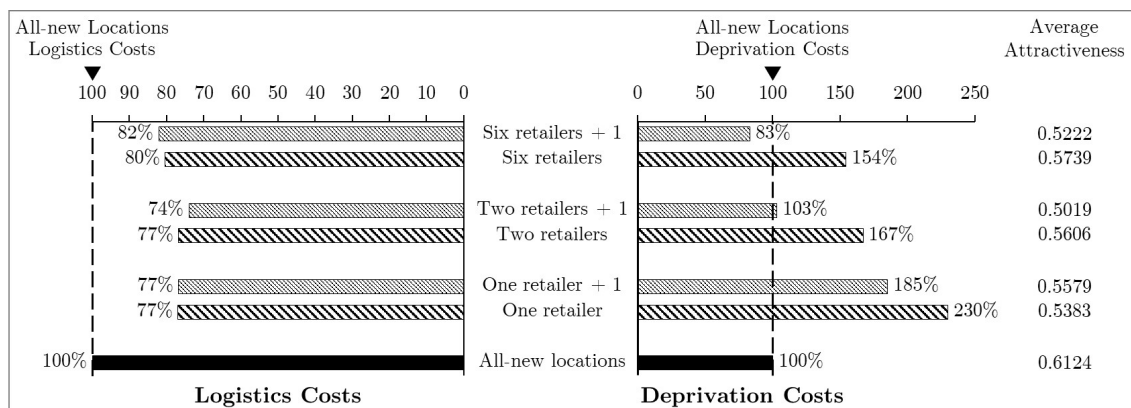 All-new Locations
Logistics Costs
All-new Locations
Deprivation Costs
Average
Attractiveness
100 90 80 70 60 50 40 30 20 10 0
0 50 100 150 200 250
82% Six retailers + 1 83% 0.5222
80% Six retailers 154% 0.5739
74% Two retailers + 1 103% 0.5019
77% Two retailers 167% 0.5606
77% One retailer + 1 185% 0.5579
77% One retailer 230% 0.5383
100% All-new locations 100% 0.6124
Logistics Costs
Deprivation Costs